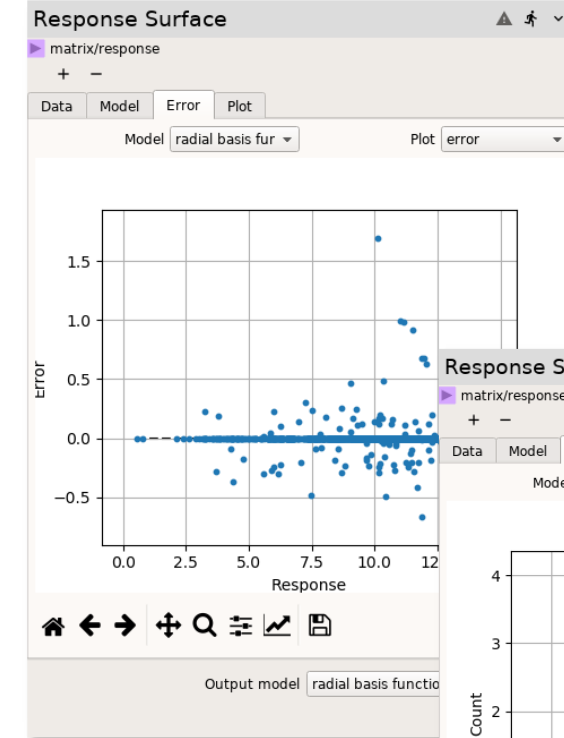 Response Surface
matrix/response
+ −
Data Model Error Plot
Model radial basis fur Plot error
1.5
1.0
0.5
0.0
−0.5
Error
0.0 2.5 5.0 7.5 10.0 12
Response
Output model radial basis functio
Response S
matrix/response
+ −
Data Model
Mode
4
3
2
Count